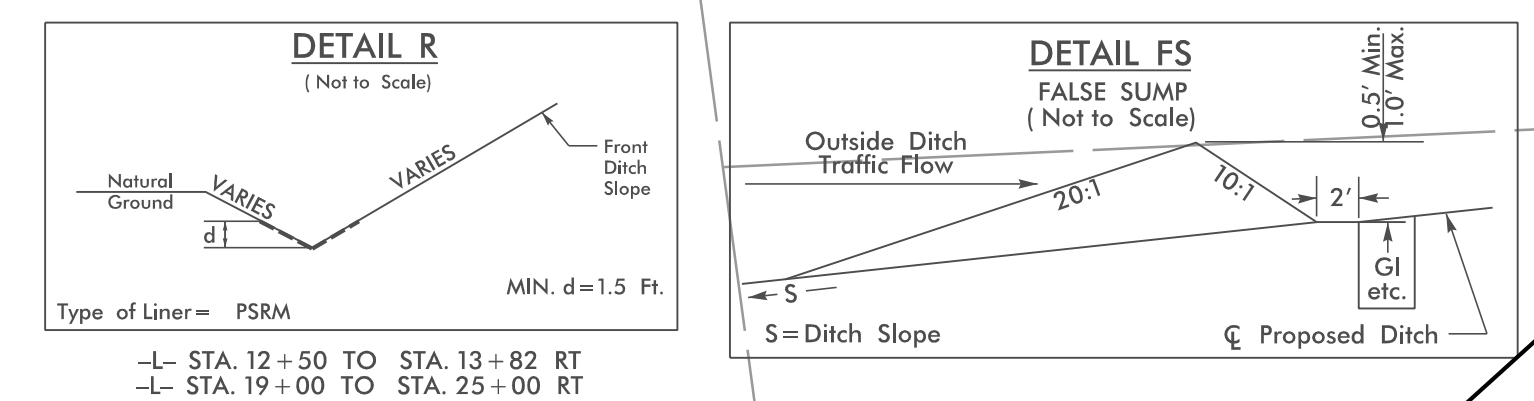 DETAIL R
( Not to Scale)
Natural
Ground
VARIES
VARIES
Front
Ditch
Slope
d
MIN. d=1.5 Ft.
Type of Liner= PSRM
-L- STA. 12+50 TO STA. 13+82 RT
-L- STA. 19+00 TO STA. 25+00 RT
DETAIL FS
FALSE SUMP
( Not to Scale)
0.5' Min.
1.0' Max.
Outside Ditch
Traffic Flow
20:1
10:1
2'
GI
etc.
S
S=Ditch Slope
℄ Proposed Ditch